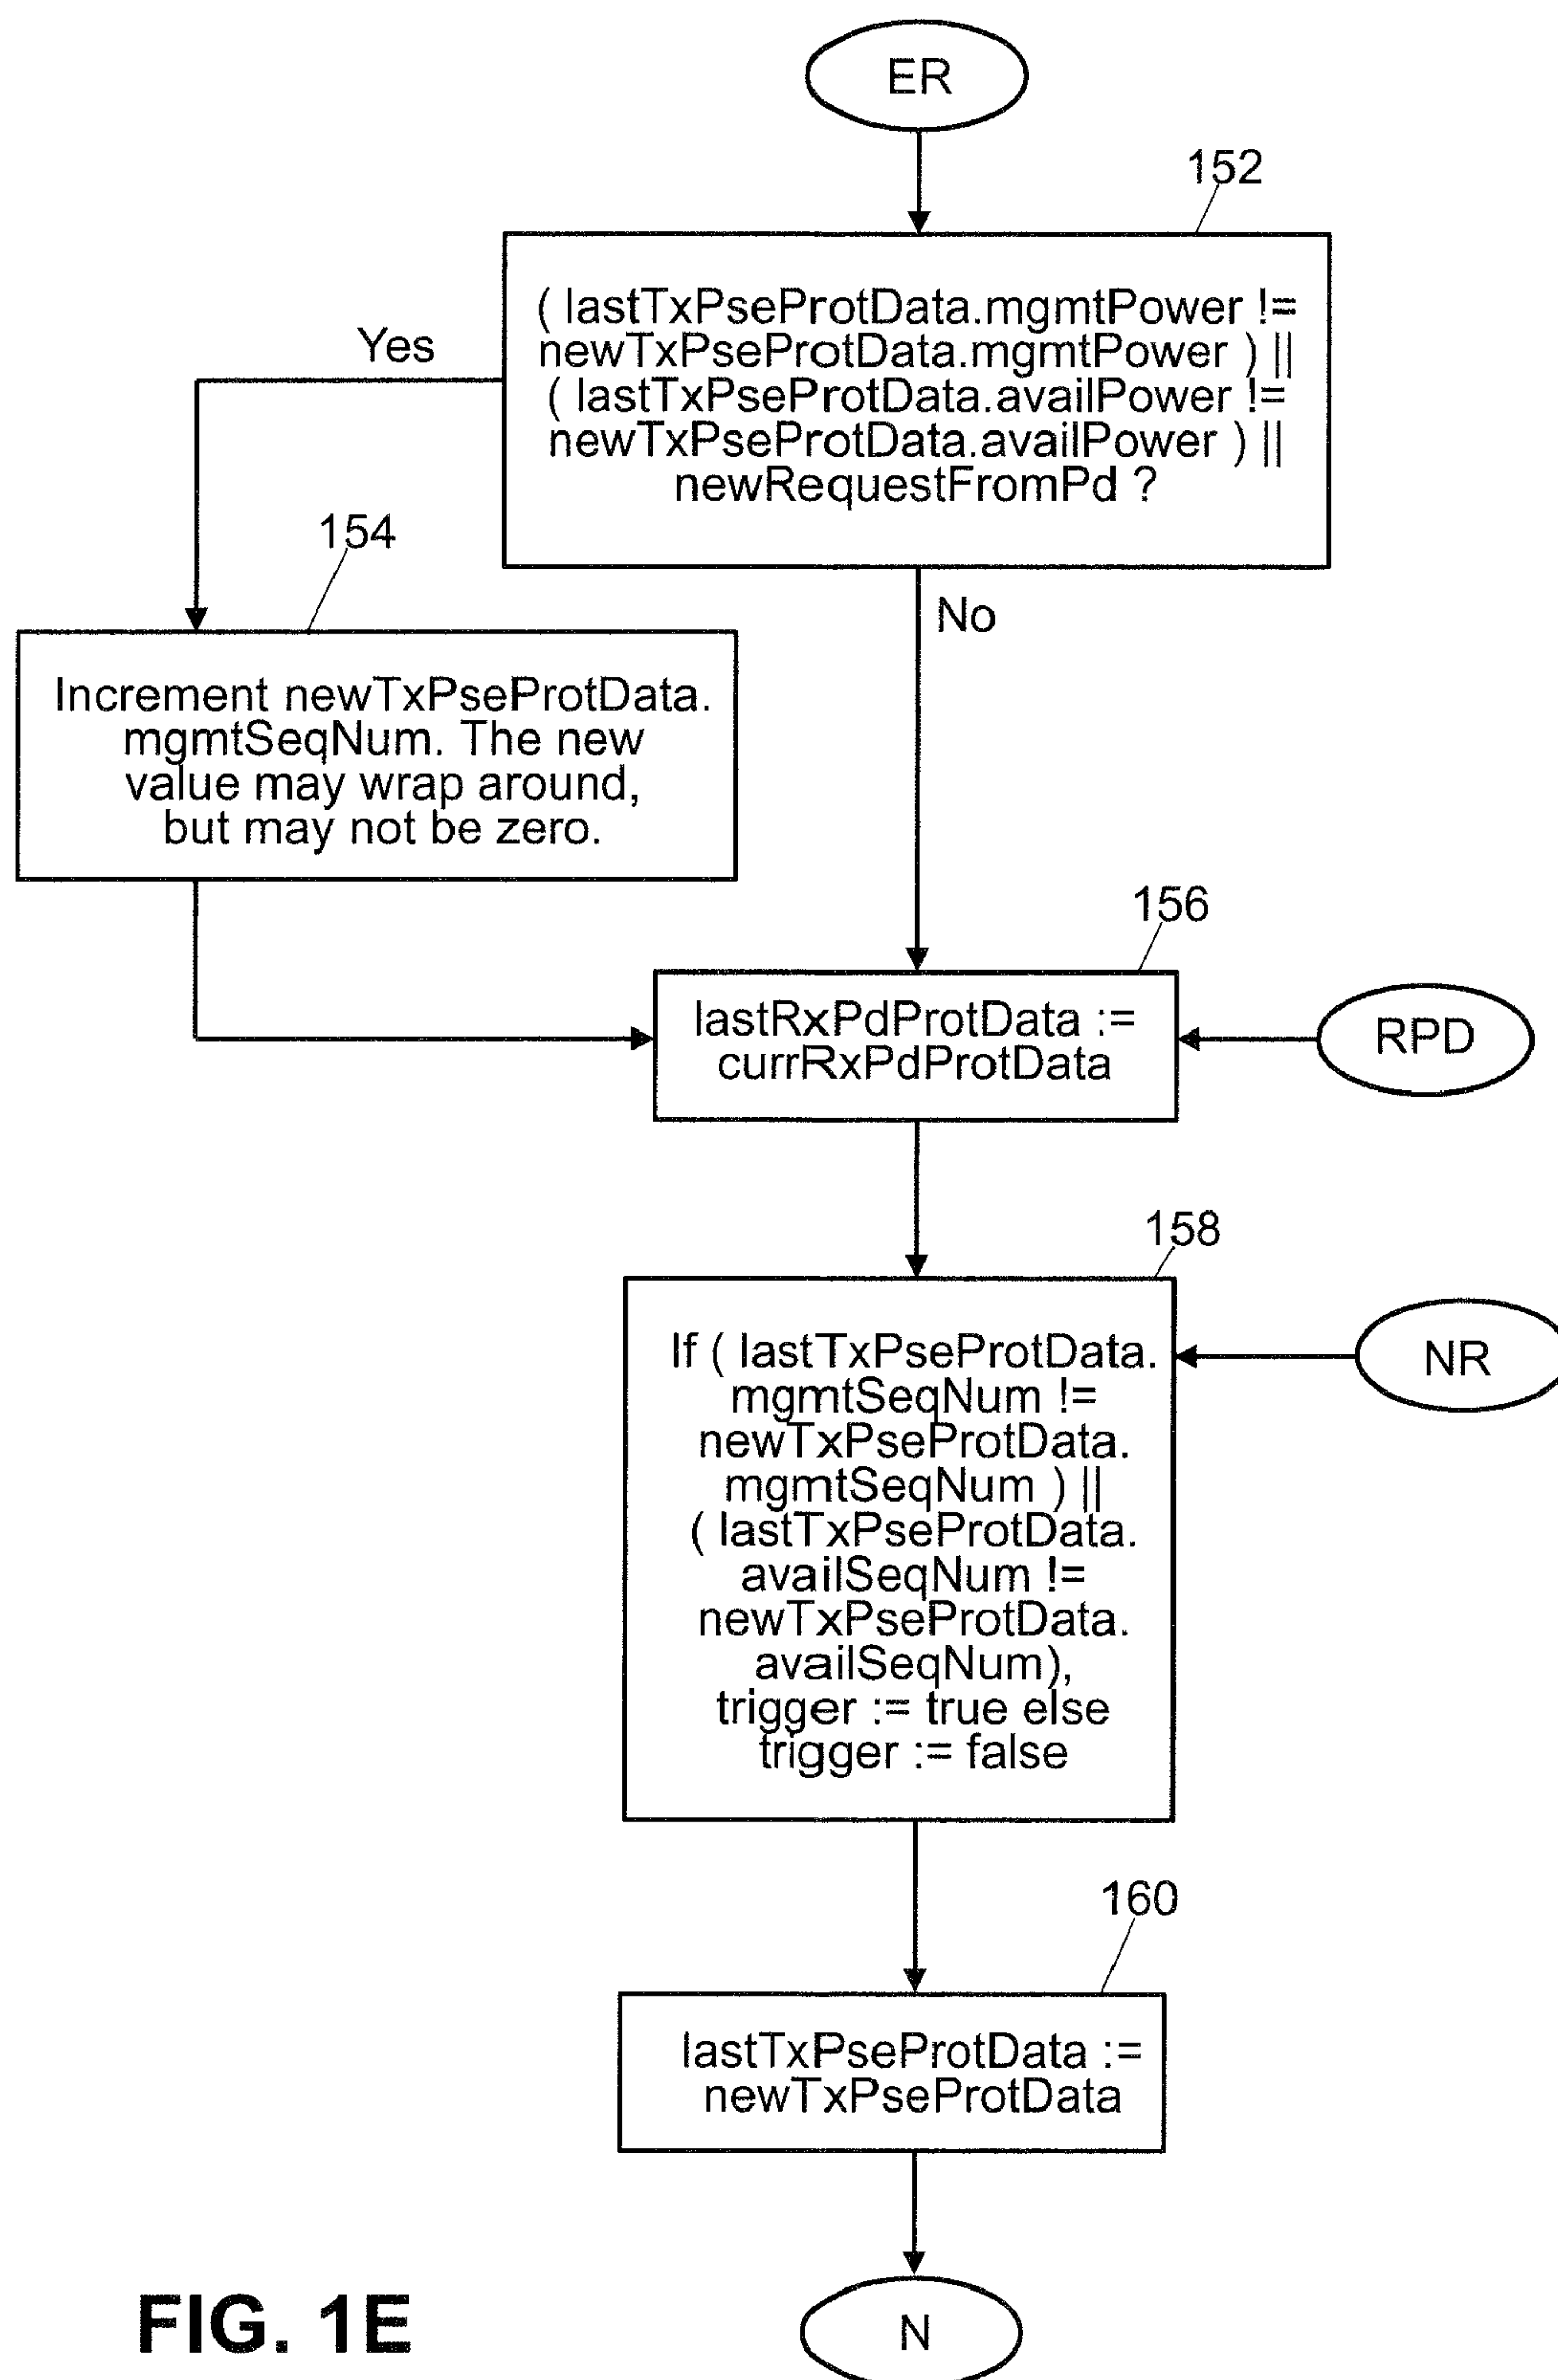 ER
152
( lastTxPseProtData.mgmtPower !=
newTxPseProtData.mgmtPower ) ||
( lastTxPseProtData.availPower !=
newTxPseProtData.availPower ) ||
newRequestFromPd ?
Yes
No
154
Increment newTxPseProtData.
mgmtSeqNum. The new
value may wrap around,
but may not be zero.
156
lastRxPdProtData :=
currRxPdProtData
RPD
158
If ( lastTxPseProtData.
mgmtSeqNum !=
newTxPseProtData.
mgmtSeqNum ) ||
( lastTxPseProtData.
availSeqNum !=
newTxPseProtData.
availSeqNum),
trigger := true else
trigger := false
NR
160
lastTxPseProtData :=
newTxPseProtData
N
FIG. 1E